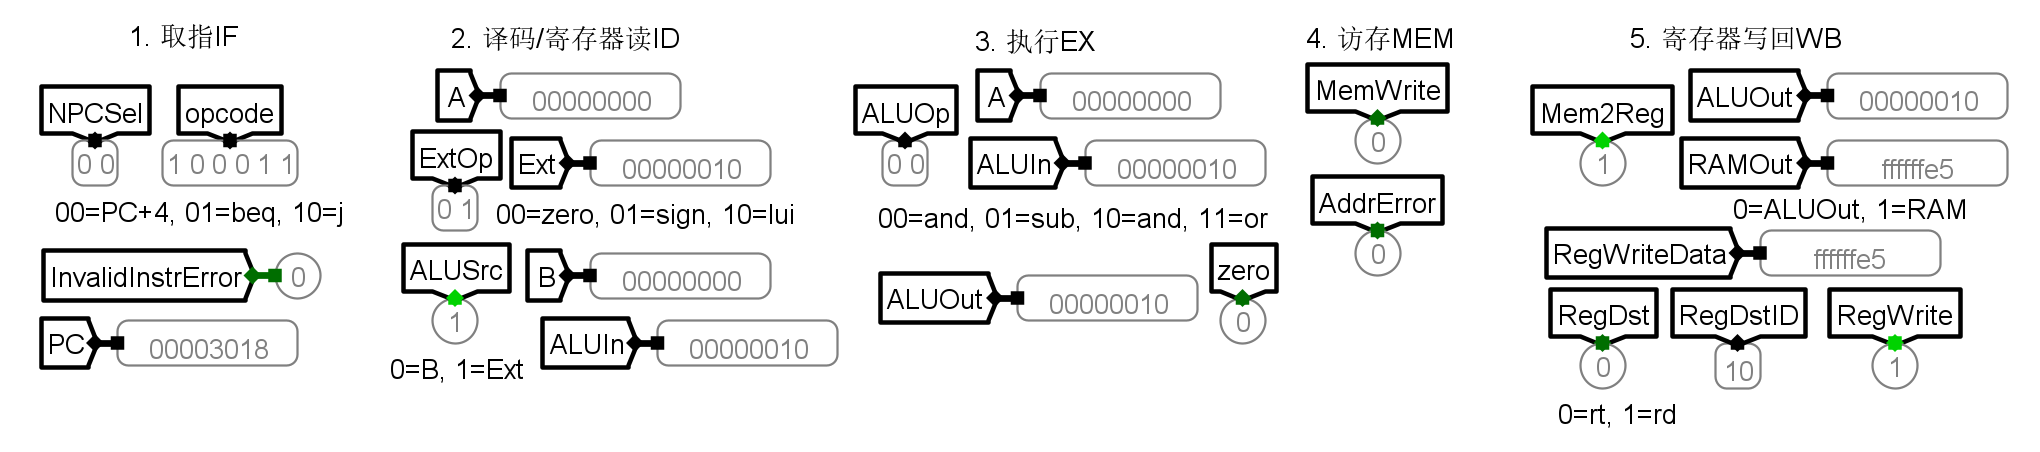 1. 取指IF
NPCSel
opcode
0 0
1 0 0 0 1 1
00=PC+4, 01=beq, 10=j
InvalidInstrError
0
PC
00003018
2. 译码/寄存器读ID
A
00000000
ExtOp
Ext
00000010
0 1
00=zero, 01=sign, 10=lui
ALUSrc
B
00000000
1
ALUIn
00000010
0=B, 1=Ext
3. 执行EX
ALUOp
A
00000000
0 0
ALUIn
00000010
00=and, 01=sub, 10=and, 11=or
ALUOut
00000010
zero
0
4. 访存MEM
MemWrite
0
AddrError
0
5. 寄存器写回WB
Mem2Reg
1
ALUOut
00000010
RAMOut
ffffffe5
0=ALUOut, 1=RAM
RegWriteData
ffffffe5
RegDst
RegDstID
RegWrite
0
10
1
0=rt, 1=rd